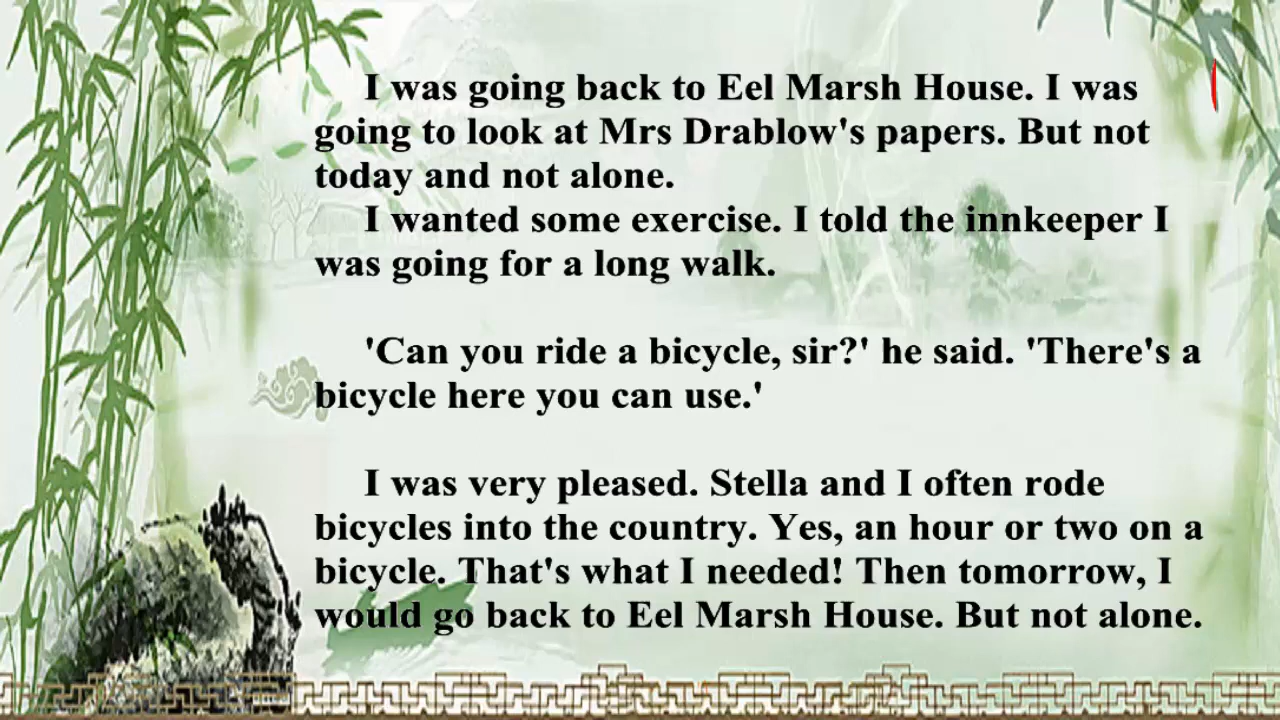 I was going back to Eel Marsh House. I was
going to look at Mrs Drablow's papers. But not
today and not alone.
I wanted some exercise. I told the innkeeper I
was going for a long walk.
'Can you ride a bicycle, sir?' he said. 'There's a
bicycle here you can use.'
I was very pleased. Stella and I often rode
bicycles into the country. Yes, an hour or two on a
bicycle. That's what I needed! Then tomorrow, I
would go back to Eel Marsh House. But not alone.